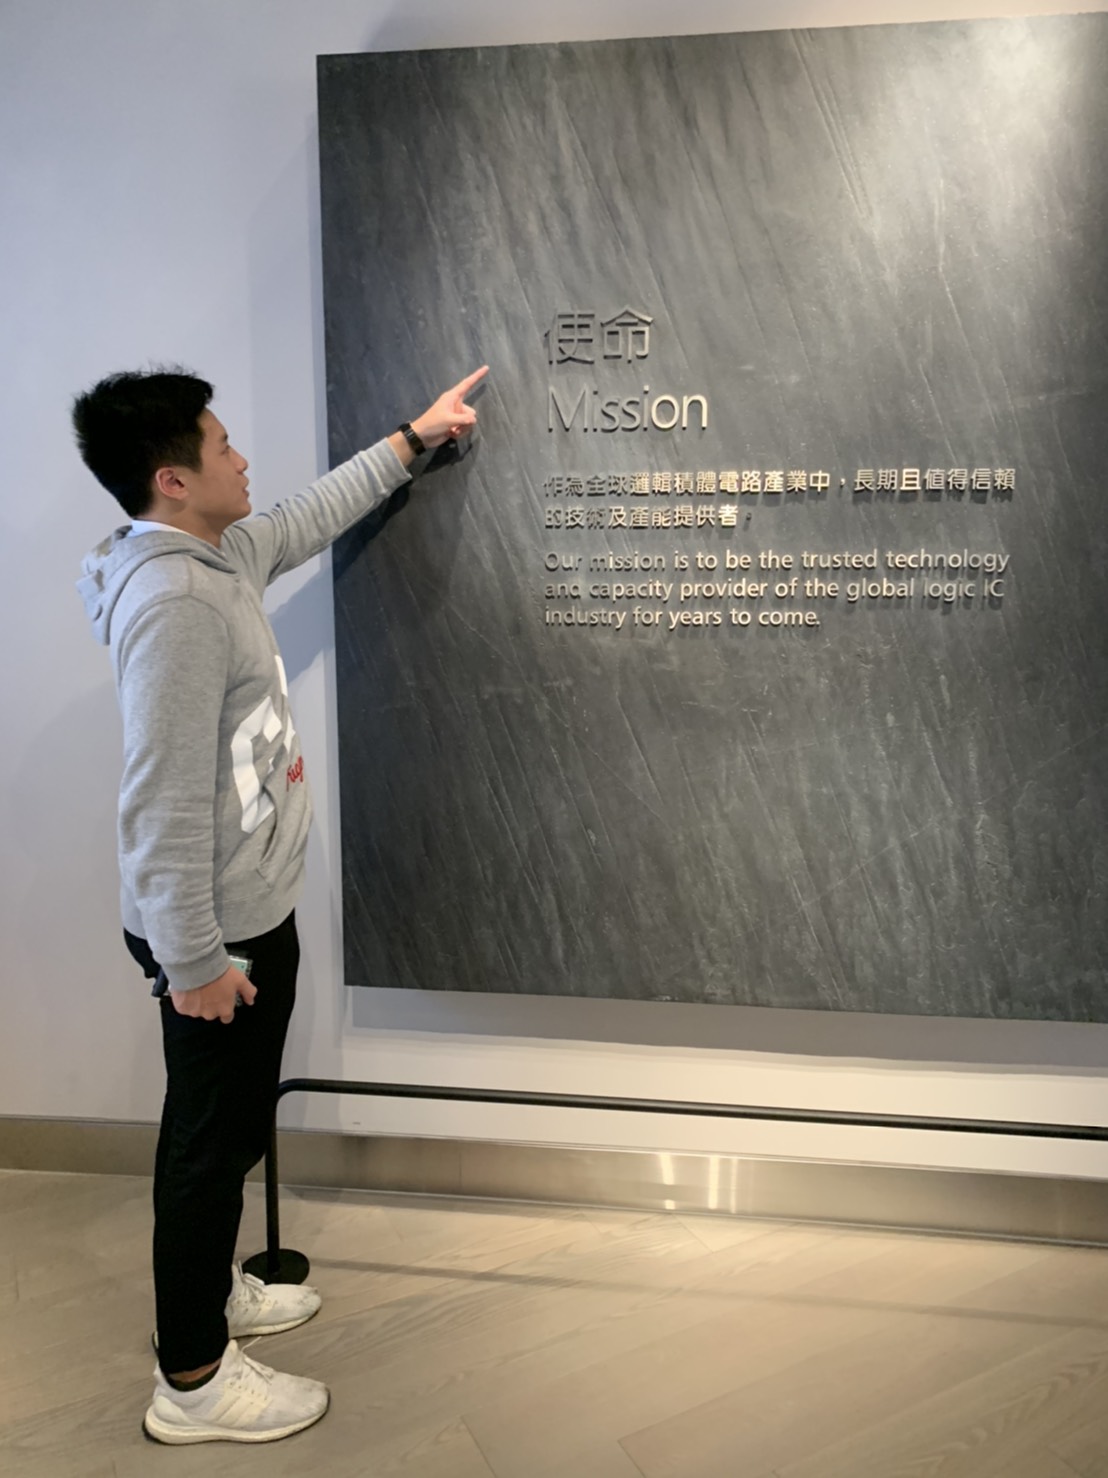 使命
Mission
作為全球邏輯積體電路產業中，長期且值得信賴
的技術及產能提供者。
Our mission is to be the trusted technology
and capacity provider of the global logic IC
industry for years to come.